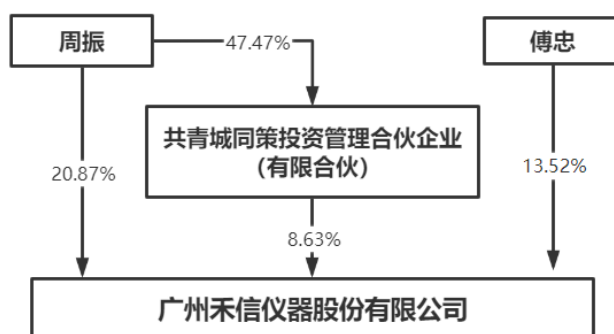 周振
47.47%
傅忠
共青城同策投资管理合伙企业
（有限合伙）
20.87%
13.52%
8.63%
广州禾信仪器股份有限公司